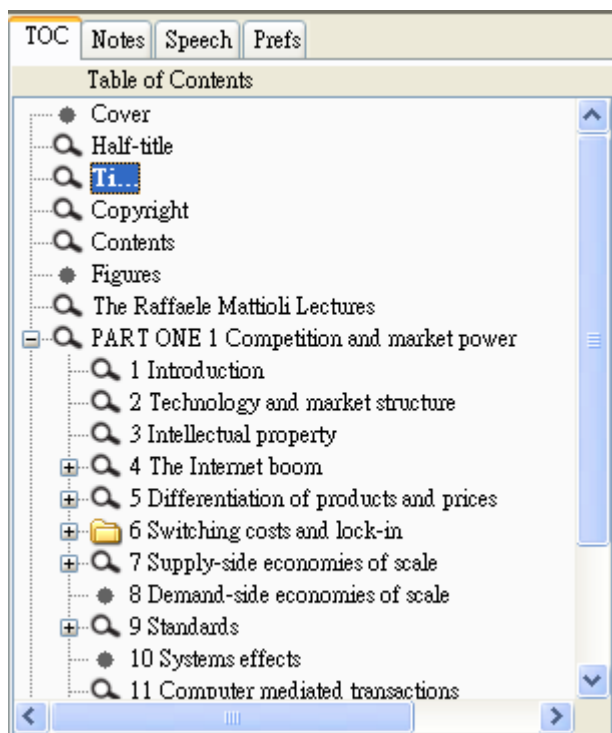 TOC Notes Speech Prefs
Table of Contents
Cover
Half-title
Ti...
Copyright
Contents
Figures
The Raffaele Mattioli Lectures
PART ONE 1 Competition and market power
1 Introduction
2 Technology and market structure
3 Intellectual property
4 The Internet boom
5 Differentiation of products and prices
6 Switching costs and lock-in
7 Supply-side economies of scale
8 Demand-side economies of scale
9 Standards
10 Systems effects
11 Computer mediated transactions